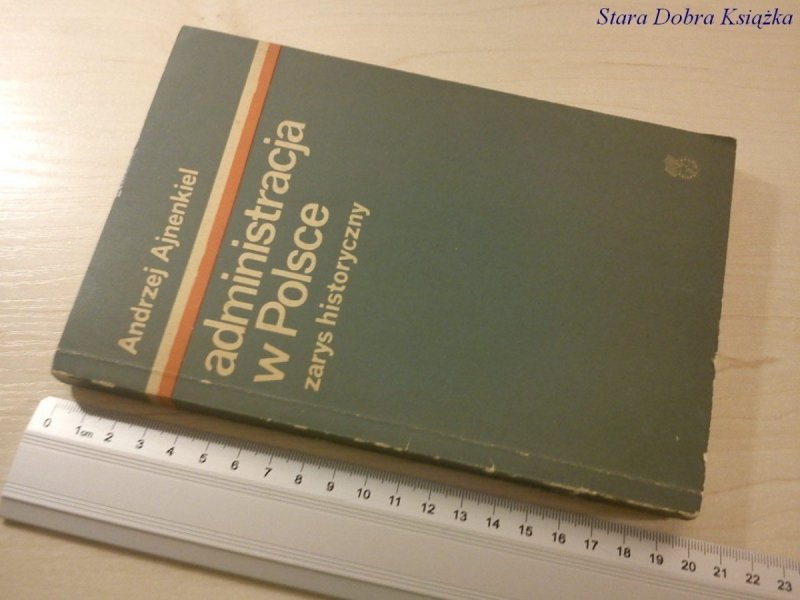 Stara Dobra Książka
Andrzej Ajnenkiel
administracja
w Polsce
zarys historyczny
0 1cm 2 3 4 5 6 7 8 9 10 11 12 13 14 15 16 17 18 19 20 21 22 23